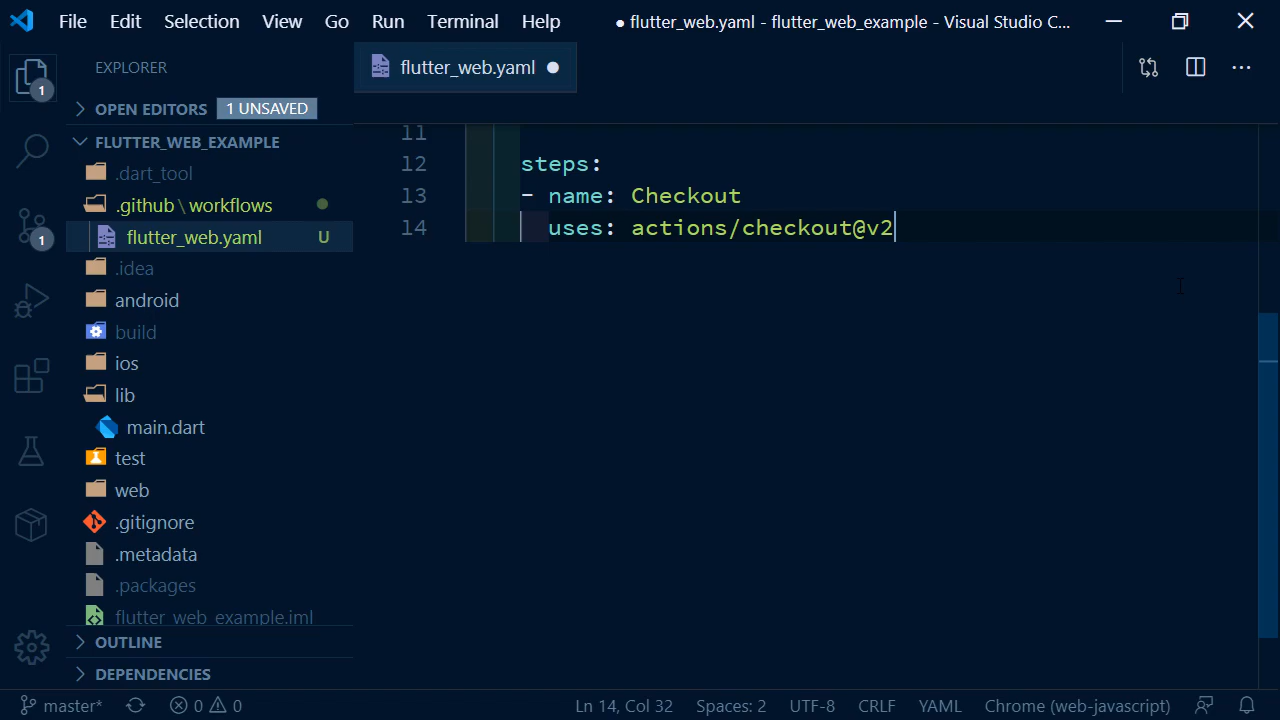 File Edit Selection View Go Run Terminal Help ● flutter_web.yaml - flutter_web_example - Visual Studio C...
EXPLORER
flutter_web.yaml
1
OPEN EDITORS 1 UNSAVED
FLUTTER_WEB_EXAMPLE
.dart_tool
.github\workflows
flutter_web.yaml U
1
.idea
android
build
ios
lib
main.dart
test
web
.gitignore
.metadata
.packages
flutter_web_example.iml
OUTLINE
DEPENDENCIES
11
12 steps:
13 - name: Checkout
14 uses: actions/checkout@v2
master* 0 0 Ln 14, Col 32 Spaces: 2 UTF-8 CRLF YAML Chrome (web-javascript)